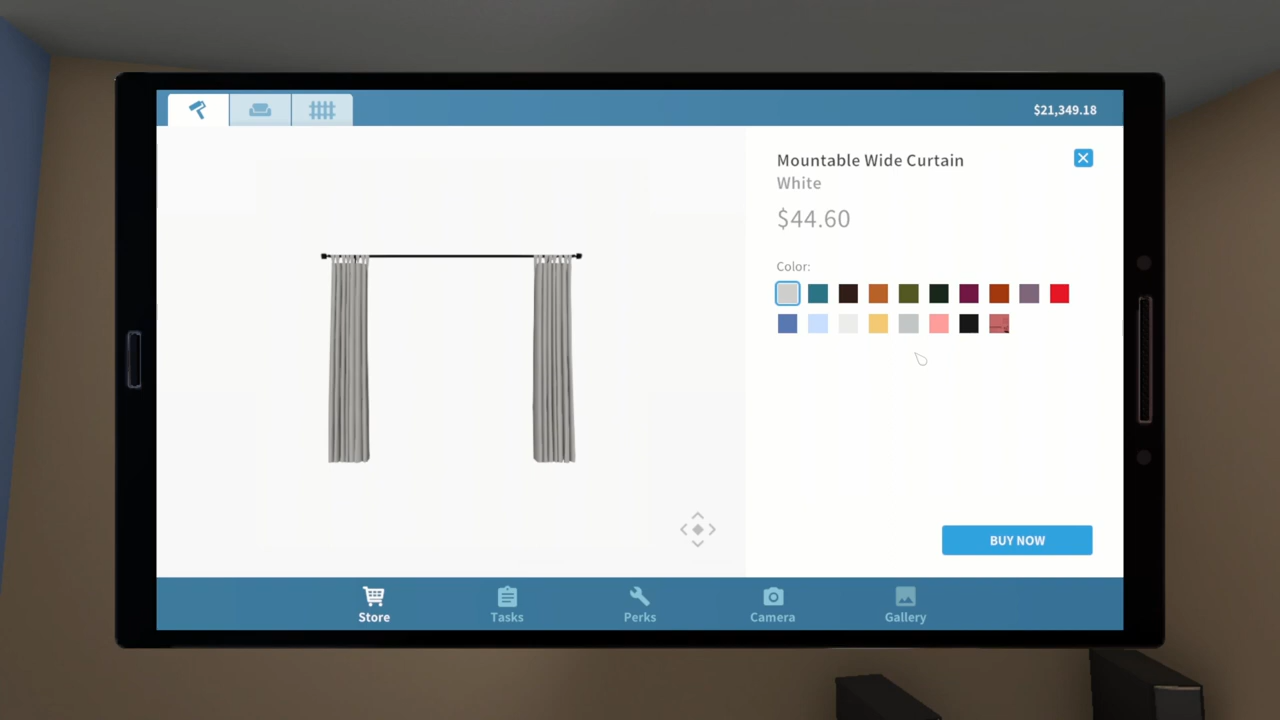 $21,349.18
Mountable Wide Curtain
White
$44.60
Color:
BUY NOW
Store
Tasks
Perks
Camera
Gallery